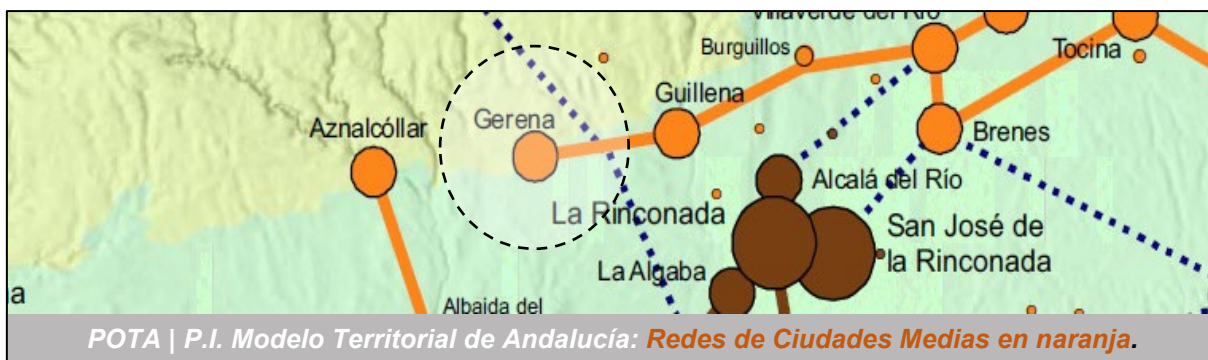 Villaverde del Río
Burguillos
Tocina
Guillena
Gerena
Aznalcóllar
Brenes
Alcalá del Río
La Rinconada
San José de
la Rinconada
La Algaba
Albaida del
POTA | P.I. Modelo Territorial de Andalucía: Redes de Ciudades Medias en naranja.